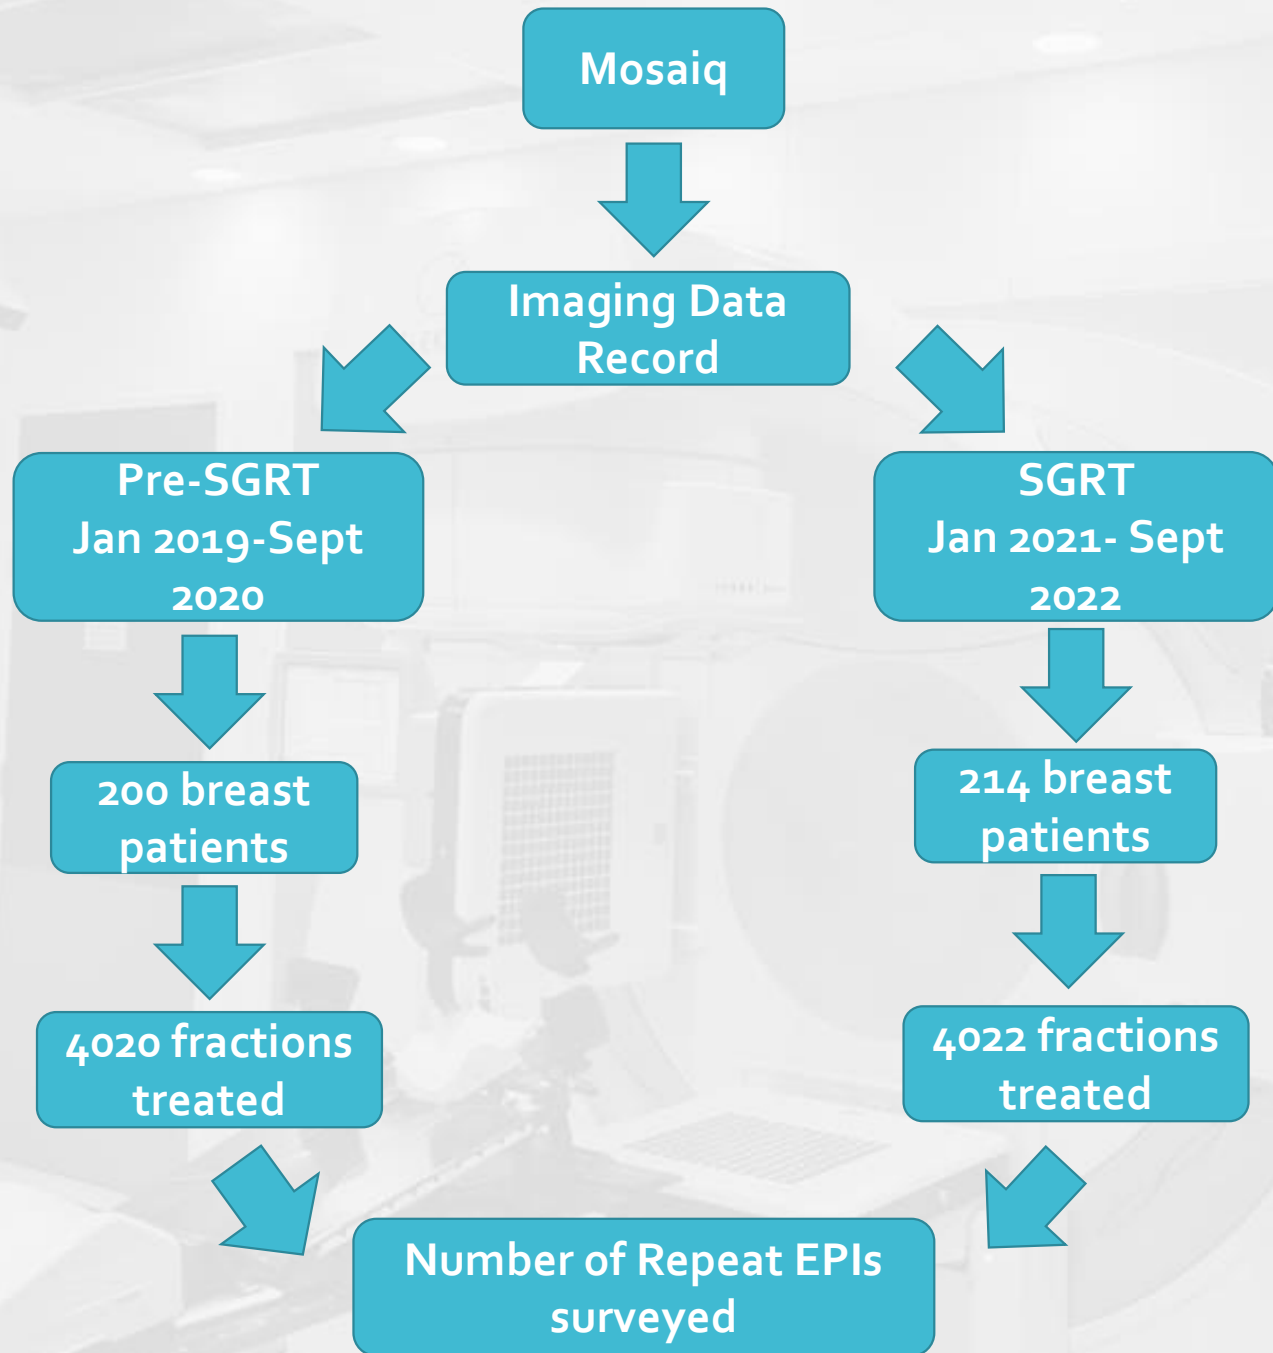 Mosaiq
Imaging Data
Record
Pre-SGRT
Jan 2019-Sept
2020
SGRT
Jan 2021- Sept
2022
200 breast
patients
214 breast
patients
4020 fractions
treated
4022 fractions
treated
Number of Repeat EPIs
surveyed